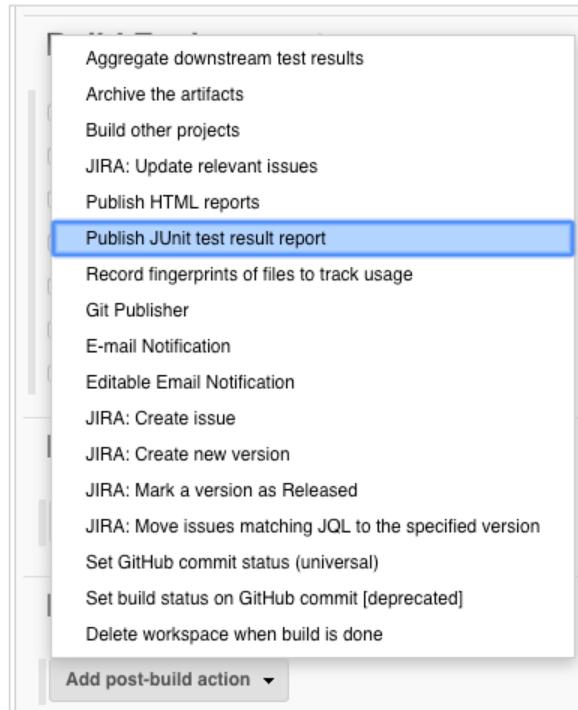 Aggregate downstream test results
Archive the artifacts
Build other projects
JIRA: Update relevant issues
Publish HTML reports
Publish JUnit test result report
Record fingerprints of files to track usage
Git Publisher
E-mail Notification
Editable Email Notification
JIRA: Create issue
JIRA: Create new version
JIRA: Mark a version as Released
JIRA: Move issues matching JQL to the specified version
Set GitHub commit status (universal)
Set build status on GitHub commit [deprecated]
Delete workspace when build is done
Add post-build action